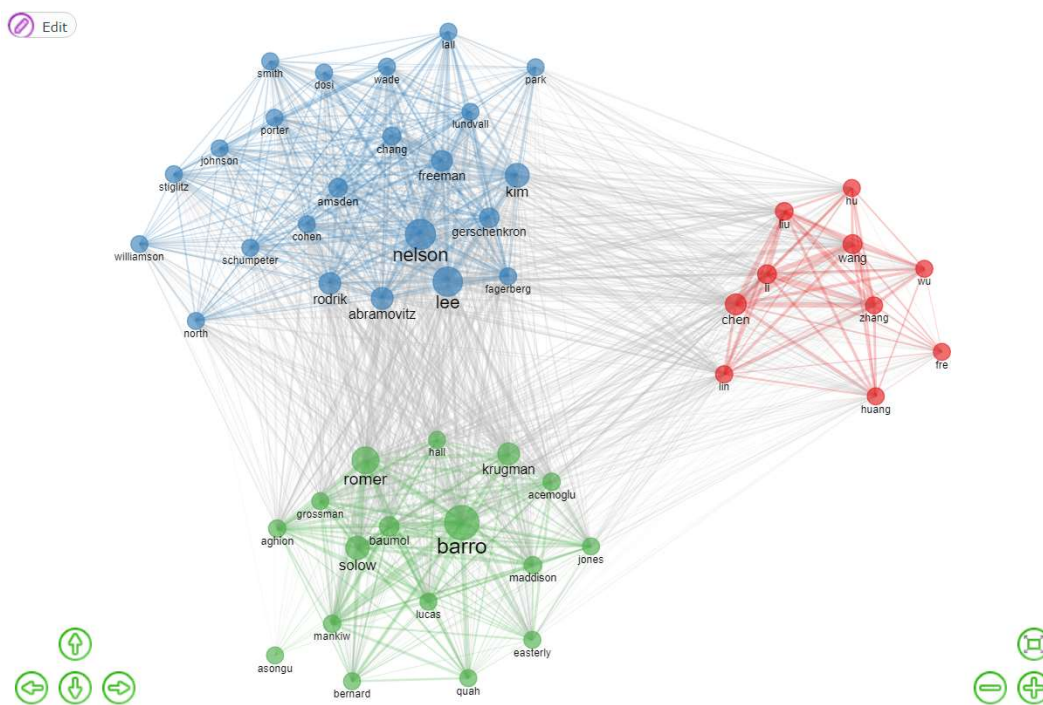 Edit
lall
smith
dosi
wade
park
porter
lundvall
chang
johnson
freeman
stiglitz
kim
amsden
cohen
gerschenkron
nelson
williamson
schumpeter
rodrik
lee
fagerberg
abramovitz
north
hu
liu
wang
li
wu
chen
zhang
fre
lin
huang
hall
romer
krugman
acemoglu
grossman
aghion
baumol
barro
solow
jones
maddison
lucas
mankiw
easterly
asongu
bernard
quah